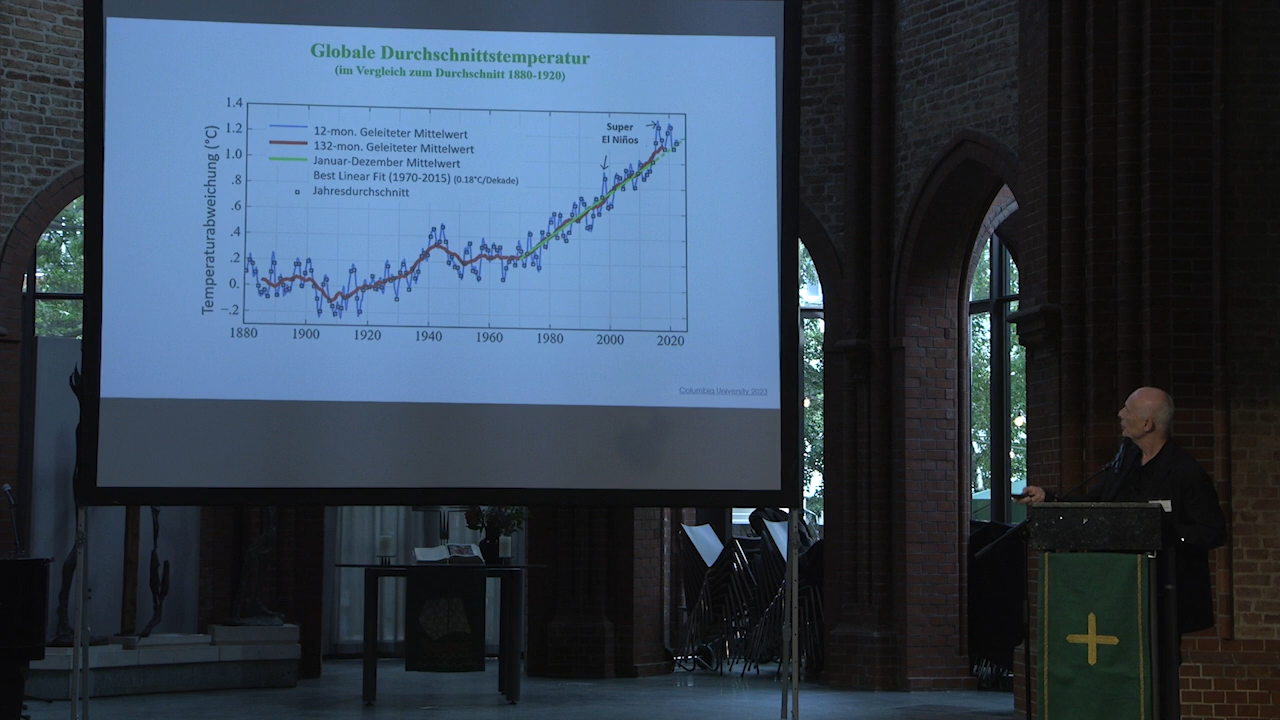 Globale Durchschnittstemperatur
(im Vergleich zum Durchschnitt 1880-1920)
Temperaturabweichung (°C)
1.4
1.2
1.0
.8
.6
.4
.2
0.
-.2
12-mon. Geleiteter Mittelwert
132-mon. Geleiteter Mittelwert
Januar-Dezember Mittelwert
Best Linear Fit (1970-2015) (0.18°C/Dekade)
Jahresdurchschnitt
Super
El Niños
1880 1900 1920 1940 1960 1980 2000 2020
Columbia University 2023